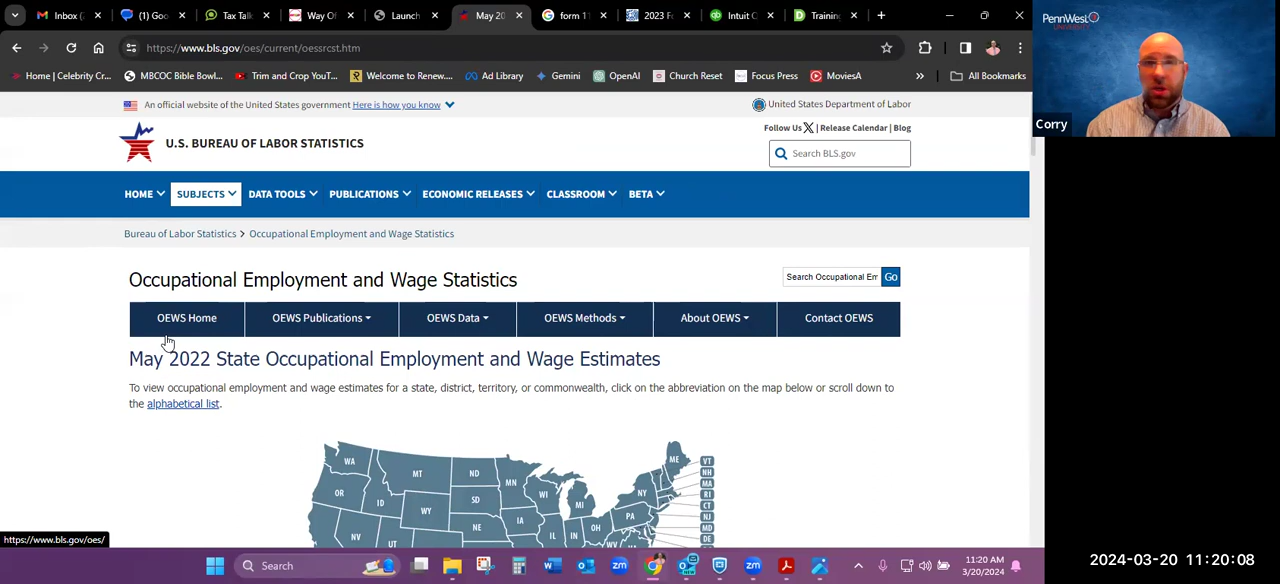 Inbox (
(1) Goo
Tax Talk
Way Of
Launch
May 20
form 11
2023 Fo
Intuit Q
Training
https://www.bls.gov/oes/current/oessrcst.htm
Home | Celebrity Cr...
MBCOC Bible Bowl...
Trim and Crop YouT...
Welcome to Renew....
Ad Library
Gemini
OpenAI
Church Reset
Focus Press
MoviesA
»
All Bookmarks
PennWest
UNIVERSITY
Corry
An official website of the United States government Here is how you know
United States Department of Labor
Follow Us X | Release Calendar | Blog
U.S. BUREAU OF LABOR STATISTICS
Search BLS.gov
HOME SUBJECTS DATA TOOLS PUBLICATIONS ECONOMIC RELEASES CLASSROOM BETA
Bureau of Labor Statistics > Occupational Employment and Wage Statistics
Occupational Employment and Wage Statistics
Search Occupational Em Go
OEWS Home OEWS Publications OEWS Data OEWS Methods About OEWS Contact OEWS
May 2022 State Occupational Employment and Wage Estimates
To view occupational employment and wage estimates for a state, district, territory, or commonwealth, click on the abbreviation on the map below or scroll down to
the alphabetical list.
WA MT ND MN ME VT
NH
OR ID SD WI MI NY MA
RI
WY CT
IA PA NJ
NV UT NE IL IN OH MD
DE
WV
https://www.bls.gov/oes/
Search
11:20 AM
3/20/2024
2024-03-20 11:20:08